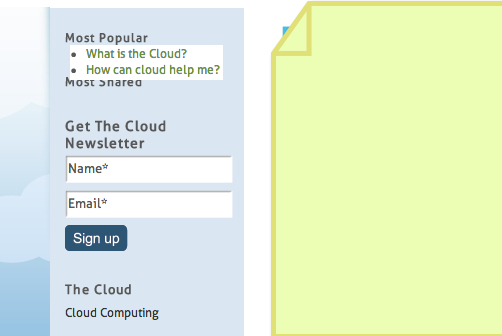 Most Popular
What is the Cloud?
How can cloud help me?
Most Shared
Get The Cloud
Newsletter
Name*
Email*
Sign up
The Cloud
Cloud Computing